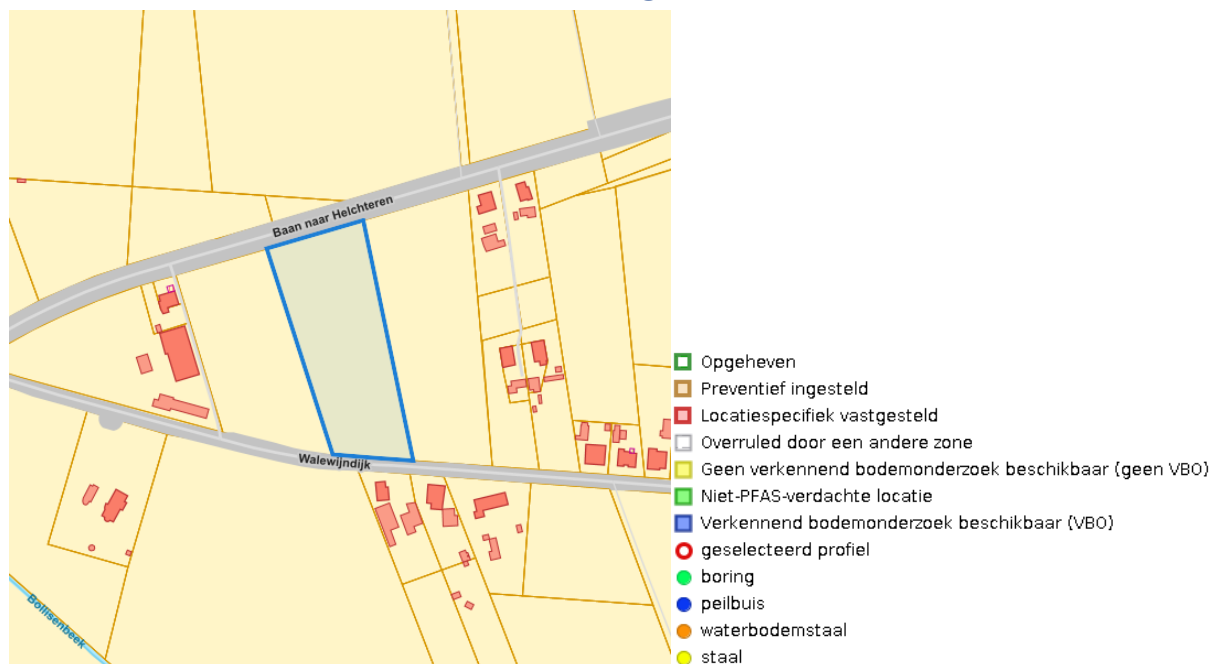 Baan naar Helchteren
Walewijndijk
Bollisenbeek
Opgeheven
Preventief ingesteld
Locatiespecifiek vastgesteld
Overruled door een andere zone
Geen verkennend bodemonderzoek beschikbaar (geen VBO)
Niet-PFAS-verdachte locatie
Verkennend bodemonderzoek beschikbaar (VBO)
geselecteerd profiel
boring
peilbuis
waterbodemstaal
staal